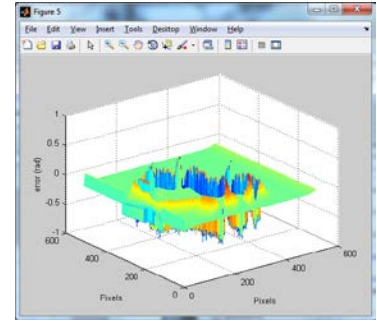 Figure 5
File Edit View Insert Tools Desktop Window Help
1
0.5
0
-0.5
-1
error (rad)
600
400
200
0
Pixels
0
200
400
600
Pixels